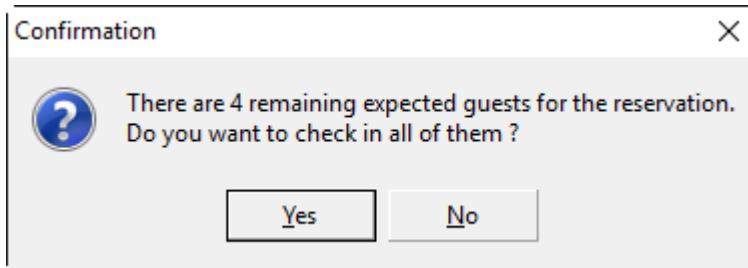 Confirmation
There are 4 remaining expected guests for the reservation.
Do you want to check in all of them ?
Yes
No